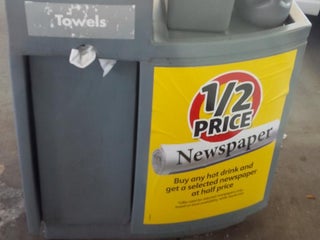 Towels
1/2
PRICE
Newspaper
Buy any hot drink and
get a selected newspaper
at half price